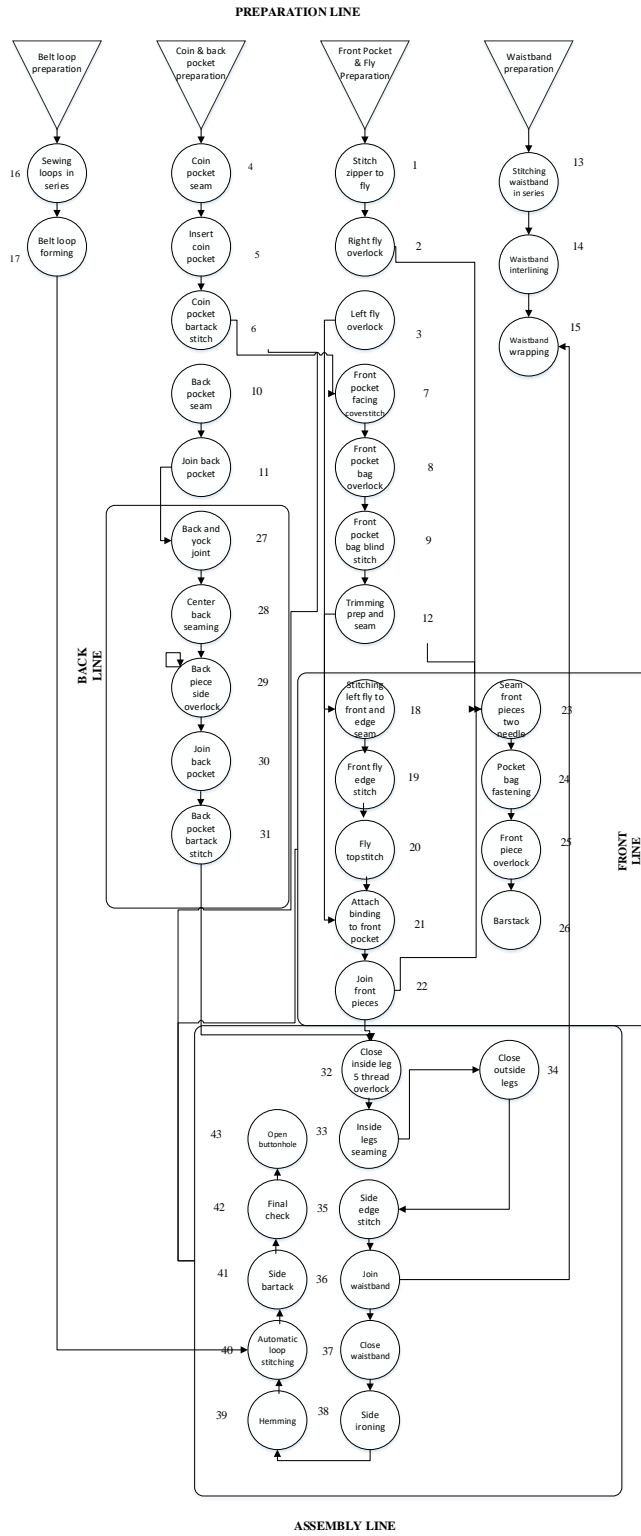 PREPARATION LINE
Belt loop
preparation
Coin & back
pocket
preparation
Front Pocket
& Fly
Preparation
Waistband
preparation
16
Sewing
loops in
series
17
Belt loop
forming
Coin
pocket
seam
4
Insert
coin
pocket
5
Coin
pocket
bartack
stitch
6
Back
pocket
seam
10
Join back
pocket
11
Stitch
zipper to
fly
1
Right fly
overlock
2
Left fly
overlock
3
Front
pocket
facing
coverstitch
7
Front
pocket
bag
overlock
8
Front
pocket
bag blind
stitch
9
Trimming
prep and
seam
12
13
Stitching
waistband
in series
14
Waistband
interlining
15
Waistband
wrapping
BACK
LINE
Back and
yock
joint
27
Center
back
seaming
28
Back
piece
side
overlock
29
Join
back
pocket
30
Back
pocket
bartack
stitch
31
FRONT
LINE
Stitching
left fly to
front and
edge
seam
18
Front fly
edge
stitch
19
Fly
topstitch
20
Attach
binding to
front
pocket
21
Join
front
pieces
22
Seam
front
pieces
two
needle
23
Pocket
bag
fastening
24
Front
piece
overlock
25
Barstack
26
32
Close
inside leg
5 thread
overlock
33
Inside
legs
seaming
Close
outside
legs
34
35
Side
edge
stitch
36
Join
waistband
37
Close
waistband
38
Side
ironing
39
Hemming
40
Automatic
loop
stitching
41
Side
bartack
42
Final
check
43
Open
buttonhole
ASSEMBLY LINE